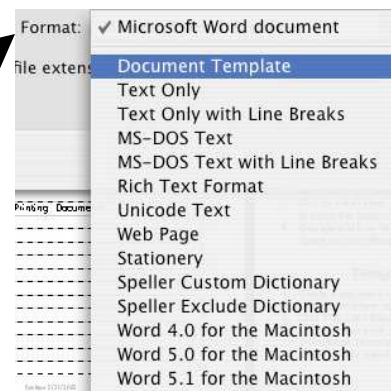 Format: ✓ Microsoft Word document
file extens
Document Template
Text Only
Text Only with Line Breaks
MS-DOS Text
MS-DOS Text with Line Breaks
Rich Text Format
Unicode Text
Web Page
Stationery
Speller Custom Dictionary
Speller Exclude Dictionary
Word 4.0 for the Macintosh
Word 5.0 for the Macintosh
Word 5.1 for the Macintosh
Printing Docume